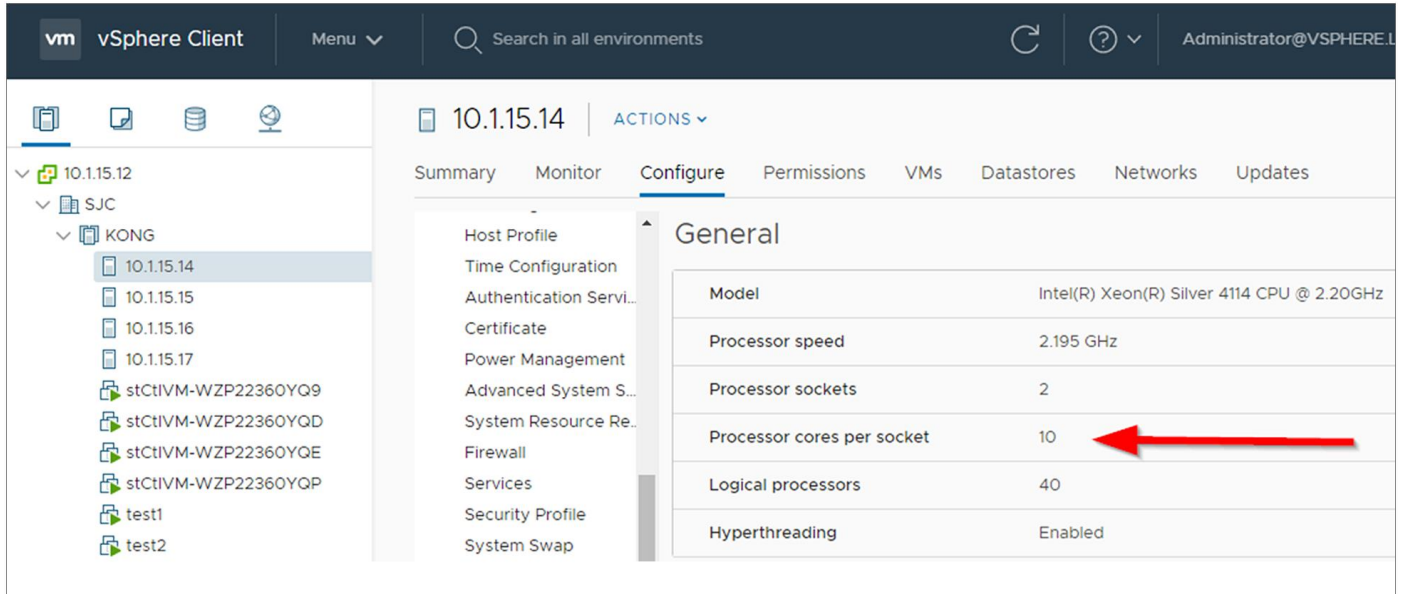 vm vSphere Client Menu Search in all environments Administrator@VSPHERE.L
10.1.15.12
SJC
KONG
10.1.15.14
10.1.15.15
10.1.15.16
10.1.15.17
stCtlVM-WZP22360YQ9
stCtlVM-WZP22360YQD
stCtlVM-WZP22360YQE
stCtlVM-WZP22360YQP
test1
test2
10.1.15.14 ACTIONS
Summary Monitor Configure Permissions VMs Datastores Networks Updates
Host Profile
Time Configuration
Authentication Servi...
Certificate
Power Management
Advanced System S...
System Resource Re..
Firewall
Services
Security Profile
System Swap
General
Model Intel(R) Xeon(R) Silver 4114 CPU @ 2.20GHz
Processor speed 2.195 GHz
Processor sockets 2
Processor cores per socket 10
Logical processors 40
Hyperthreading Enabled